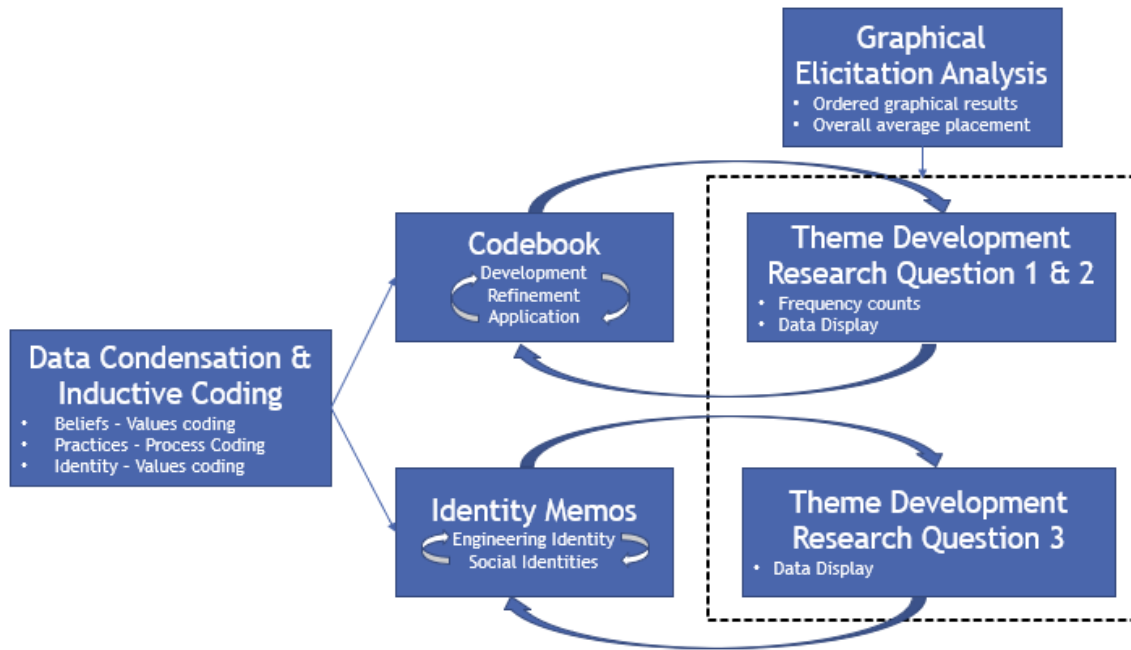 Graphical
Elicitation Analysis
• Ordered graphical results
• Overall average placement
Codebook
Development
Refinement
Application
Theme Development
Research Question 1 & 2
• Frequency counts
• Data Display
Data Condensation &
Inductive Coding
• Beliefs – Values coding
• Practices – Process Coding
• Identity – Values coding
Identity Memos
Engineering Identity
Social Identities
Theme Development
Research Question 3
• Data Display